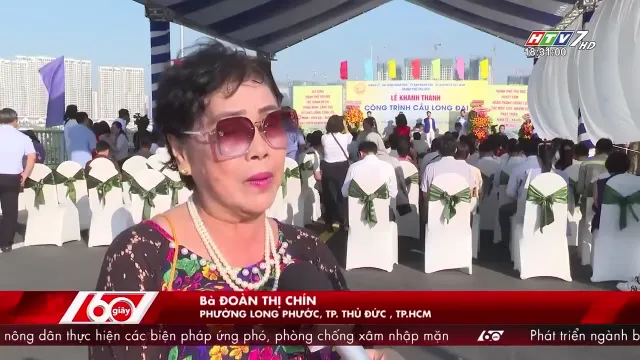 HTV7 HD
18:31:00
LỄ KHÁNH THÀNH
CÔNG TRÌNH CẦU LONG ĐẠI
Bà ĐOÀN THỊ CHÍN
PHƯỜNG LONG PHƯỚC, TP. THỦ ĐỨC , TP.HCM
60 giây
nông dân thực hiện các biện pháp ứng phó, phòng chống xâm nhập mặn
60
Phát triển ngành b